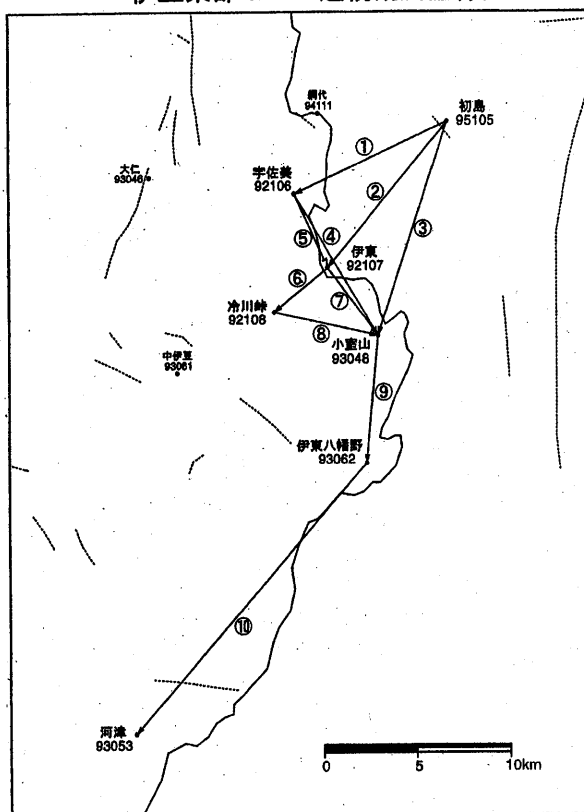 網代
94111
初島
95105
①
大仁
93046
宇佐美
92106
②
③
⑤
④
伊東
92107
⑥
⑦
冷川峠
92108
⑧
小室山
93048
中伊豆
93061
⑨
伊東八幡野
93062
⑩
河津
93053
0
5
10km